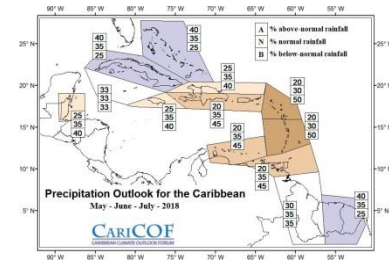 90°W 85°W 80°W 75°W 70°W 65°W 60°W 55°W
A % above-normal rainfall
N % normal rainfall
B % below-normal rainfall
25°N
20°N
15°N
10°N
5°N
25°N
20°N
15°N
10°N
5°N
40
35
25
40
35
25
33
33
33
25
35
40
25
35
40
20
35
45
25
35
40
20
30
50
20
30
50
20
35
45
20
35
45
30
35
35
40
35
25
Precipitation Outlook for the Caribbean
May - June - July - 2018
CARICOF
CARIBBEAN CLIMATE OUTLOOK FORUM
90°W 85°W 80°W 75°W 70°W 65°W 60°W 55°W